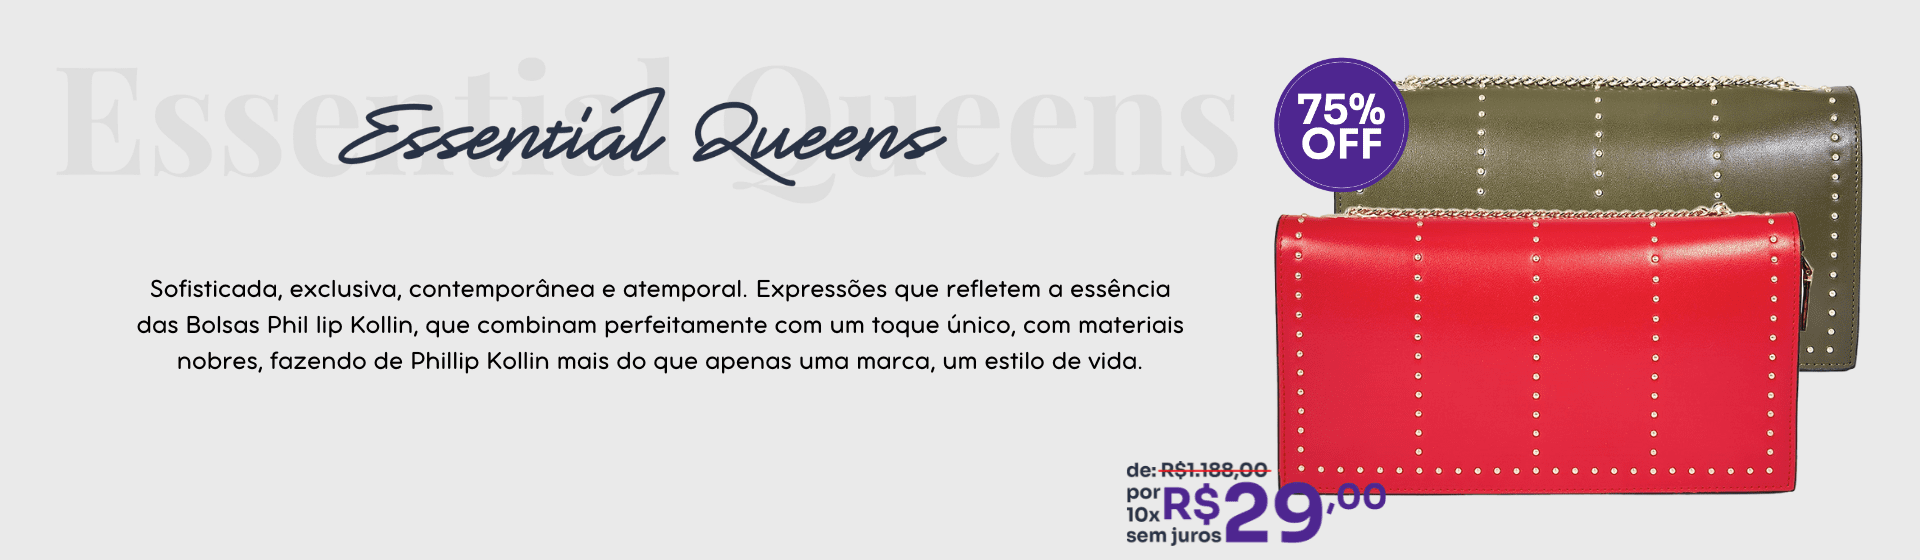 Essential Queens
Essential Queens
75%
OFF
Sofisticada, exclusiva, contemporânea e atemporal. Expressões que refletem a essência
das Bolsas Phil lip Kollin, que combinam perfeitamente com um toque único, com materiais
nobres, fazendo de Phillip Kollin mais do que apenas uma marca, um estilo de vida.
de: R$1.188,00
por
10x
sem juros
R$29,00